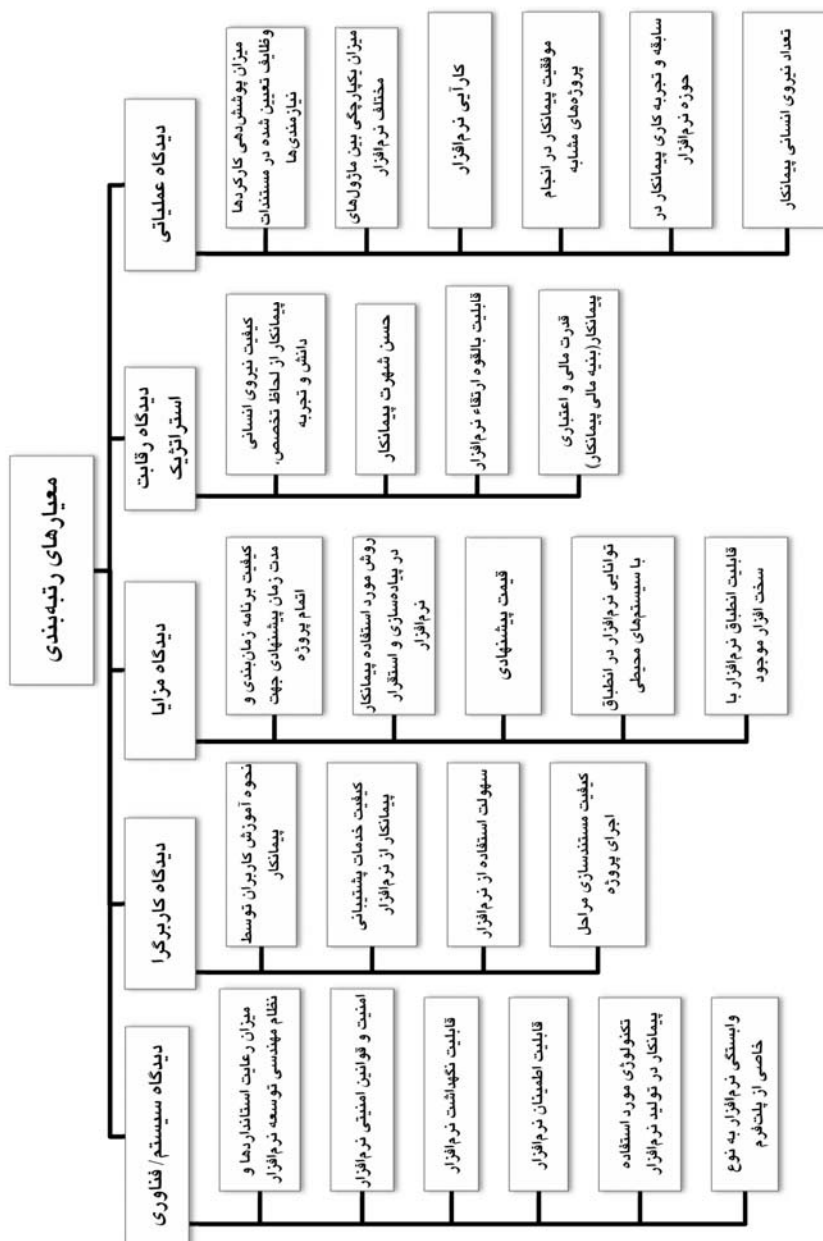 معیارهای رتبه‌بندی
دیدگاه عملیاتی
میزان پوشش‌دهی کارکردها
وظایف تعیین شده در مستندات
نیازمندی‌ها
میزان یکپارچگی بین ماژول‌های
مختلف نرم‌افزار
کارآیی نرم‌افزار
موفقیت پیمانکار در انجام
پروژه‌های مشابه
سابقه و تجربه کاری پیمانکار در
حوزه نرم‌افزار
تعداد نیروی انسانی پیمانکار
دیدگاه رقابت
استراتژیک
کیفیت نیروی انسانی
پیمانکار از لحاظ تخصص،
دانش و تجربه
حسن شهرت پیمانکار
قابلیت بالقوه ارتقاء نرم‌افزار
قدرت مالی و اعتباری
پیمانکار(بنیه مالی پیمانکار)
دیدگاه مزایا
کیفیت برنامه زمان‌بندی و
مدت زمان پیشنهادی جهت
اتمام پروژه
روش مورد استفاده پیمانکار
در پیاده‌سازی و استقرار
نرم‌افزار
قیمت پیشنهادی
توانایی نرم‌افزار در انطباق
با سیستم‌های محیطی
قابلیت انطباق نرم‌افزار با
سخت افزار موجود
دیدگاه کاربرگرا
نحوه آموزش کاربران توسط
پیمانکار
کیفیت خدمات پشتیبانی
پیمانکار از نرم‌افزار
سهولت استفاده از نرم‌افزار
کیفیت مستندسازی مراحل
اجرای پروژه
دیدگاه سیستم/ فناوری
میزان رعایت استانداردها و
نظام مهندسی توسعه نرم‌افزار
امنیت و قوانین امنیتی نرم‌افزار
قابلیت نگهداشت نرم‌افزار
قابلیت اطمینان نرم‌افزار
تکنولوژی مورد استفاده
پیمانکار در تولید نرم‌افزار
وابستگی نرم‌افزار به نوع
خاصی از پلت‌فرم